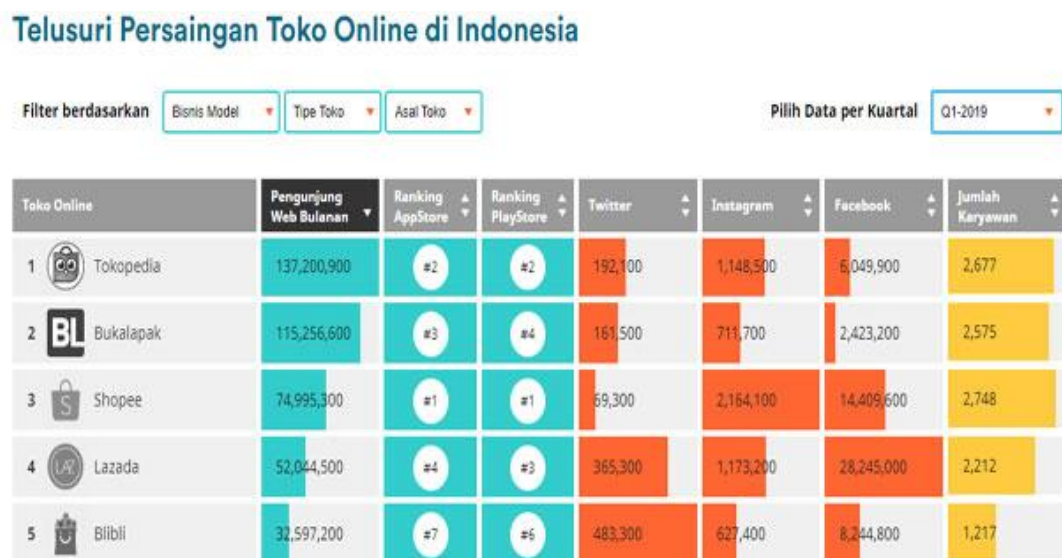 Telusuri Persaingan Toko Online di Indonesia
Filter berdasarkan Bisnis Model Tipe Toko Asal Toko Pilih Data per Kuartal Q1-2019
Toko Online Pengunjung Web Bulanan Ranking AppStore Ranking PlayStore Twitter Instagram Facebook Jumlah Karyawan
1 Tokopedia 137,200,900 #2 #2 192,100 1,148,500 6,049,900 2,677
2 BL Bukalapak 115,256,600 #3 #4 161,500 711,700 2,423,200 2,575
3 S Shopee 74,995,300 #1 #1 69,300 2,164,100 14,409,600 2,748
4 LAZ Lazada 52,044,500 #4 #3 365,300 1,173,200 28,245,000 2,212
5 Blibli 32,597,200 #7 #6 483,300 627,400 8,244,800 1,217